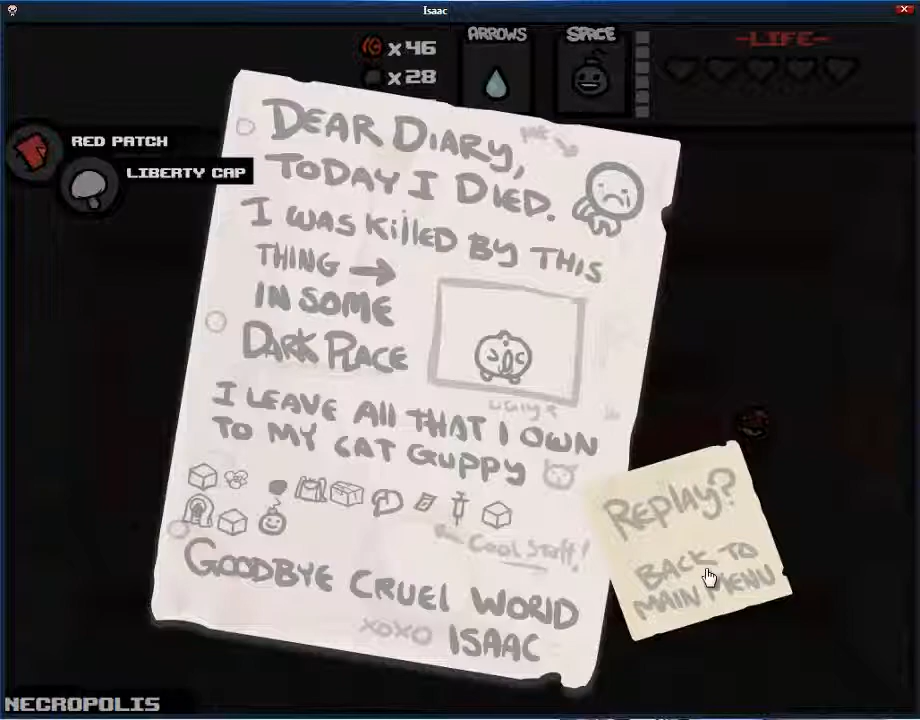 Isaac
x46
x28
ARROWS
SPACE
-LIFE-
RED PATCH
LIBERTY CAP
DEAR DIARY,
ME
TODAY I DIED.
I WAS KILLED BY THIS
THING →
IN SOME
DARK PLACE
I LEAVE ALL THAT I OWN
TO MY CAT GUPPY
COOL STUFF!
GOODBYE CRUEL WORLD
XOXO ISAAC
REPLAY?
BACK TO
MAIN MENU
NECROPOLIS